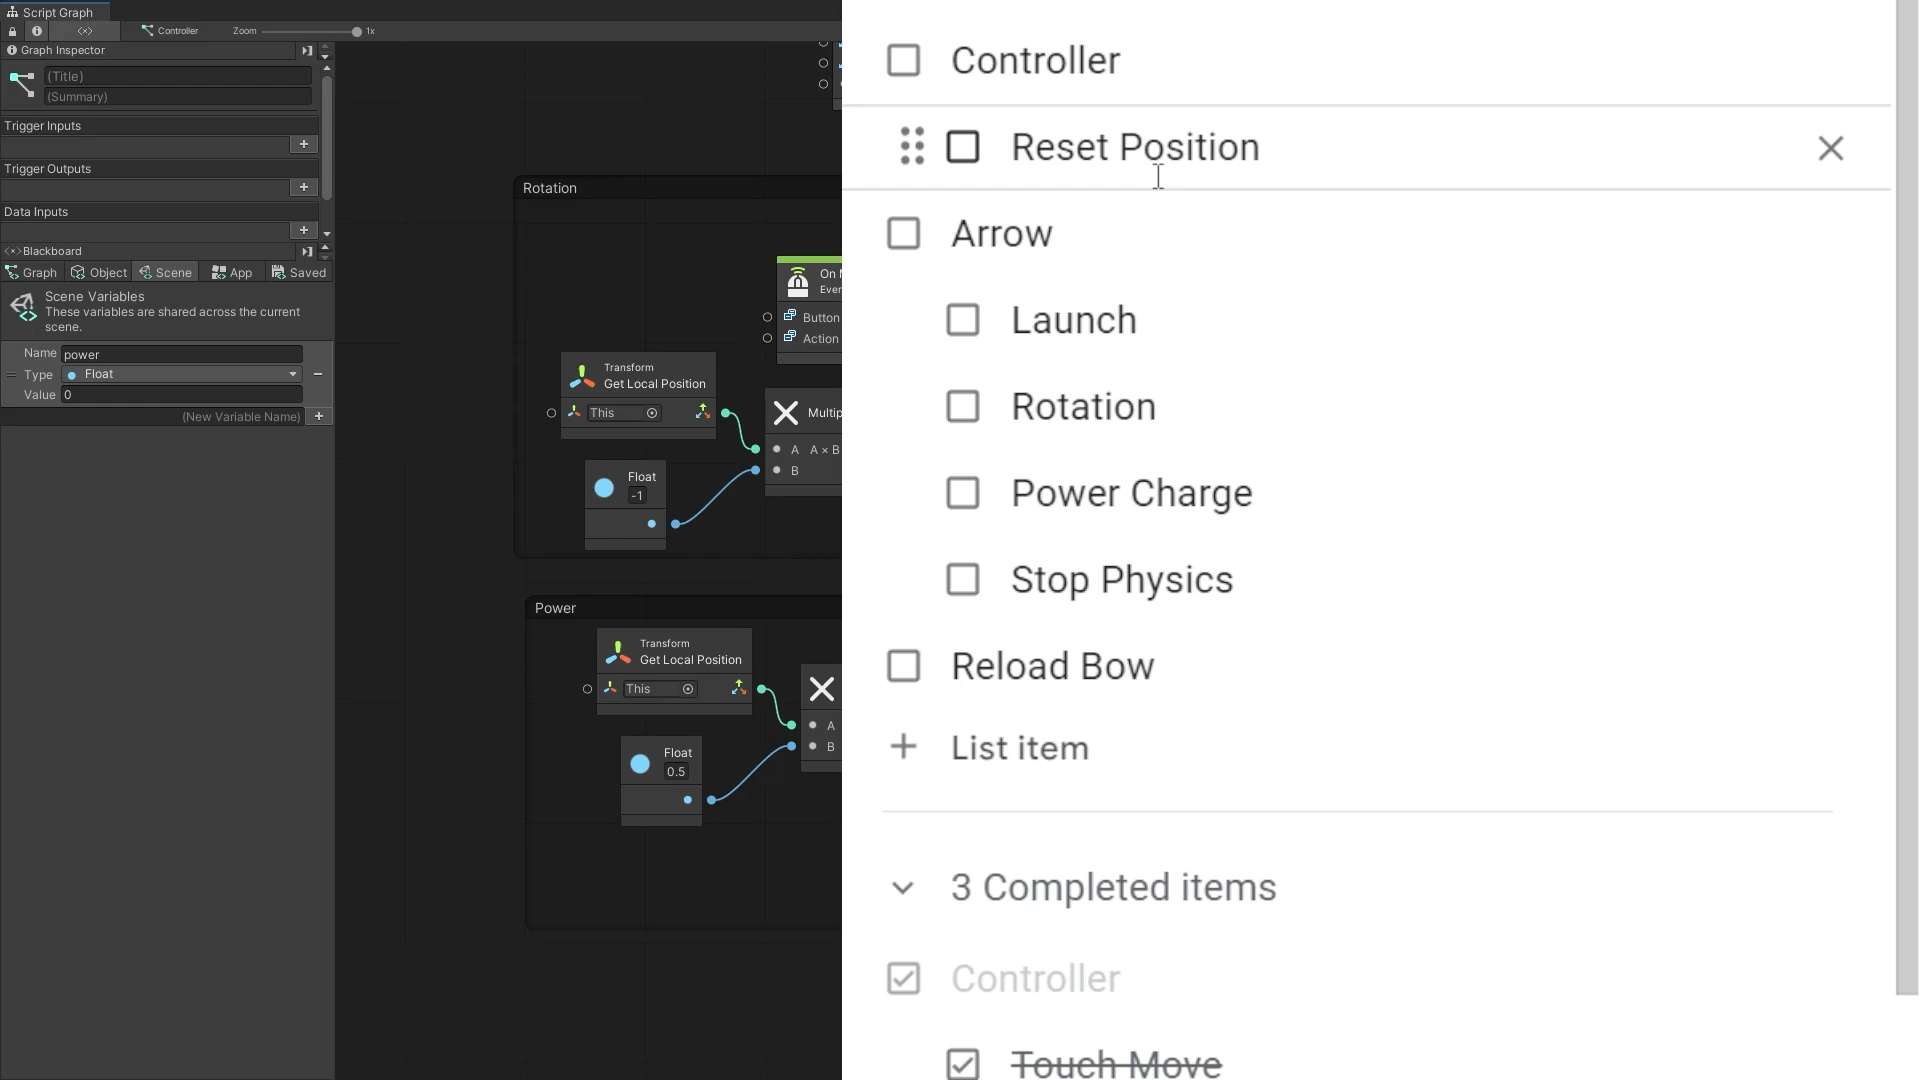 Script Graph
Controller
Zoom
1x
Graph Inspector
(Title)
(Summary)
Trigger Inputs
Trigger Outputs
Data Inputs
<×> Blackboard
Graph
Object
Scene
App
Saved
Scene Variables
These variables are shared across the current
scene.
Name power
Type Float
Value 0
(New Variable Name)
Rotation
On
Ever
Button
Action
Transform
Get Local Position
This
Multip
A A × B
B
Float
-1
Power
Transform
Get Local Position
This
A
B
Float
0.5
Controller
Reset Position
Arrow
Launch
Rotation
Power Charge
Stop Physics
Reload Bow
+ List item
3 Completed items
Controller
Touch Move